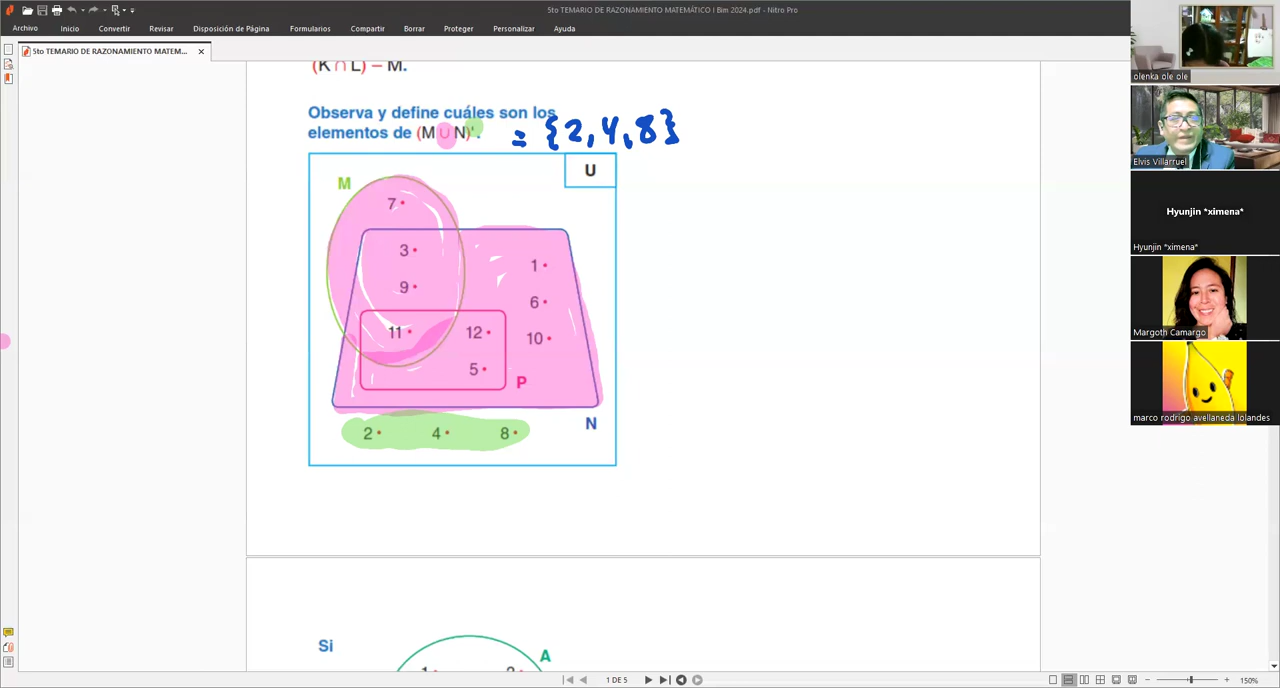 5to TEMARIO DE RAZONAMIENTO MATEMÁTICO I Bim 2024.pdf - Nitro Pro
Archivo Inicio Convertir Revisar Disposición de Página Formularios Compartir Borrar Proteger Personalizar Ayuda
5to TEMARIO DE RAZONAMIENTO MATEM...
(K ∩ L) – M.
Observa y define cuáles son los
elementos de (M ∪ N)'. = {2,4,8}
U
M
7
3
1
9
6
11 12 10
5
P
N
2 4 8
Si
A
1 2
1 DE 5
150%
olenka ole ole
Elvis Villarruel
Hyunjin *ximena*
Hyunjin *ximena*
Margoth Camargo
marco rodrigo avellaneda lolandes